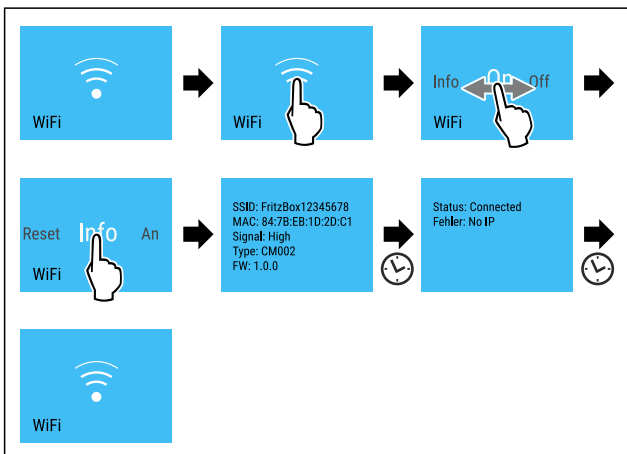 WiFi
WiFi
Info On Off
WiFi
Reset Info An
WiFi
SSID: FritzBox12345678
MAC: 84:7B:EB:1D:2D:C1
Signal: High
Type: CM002
FW: 1.0.0
Status: Connected
Fehler: No IP
WiFi